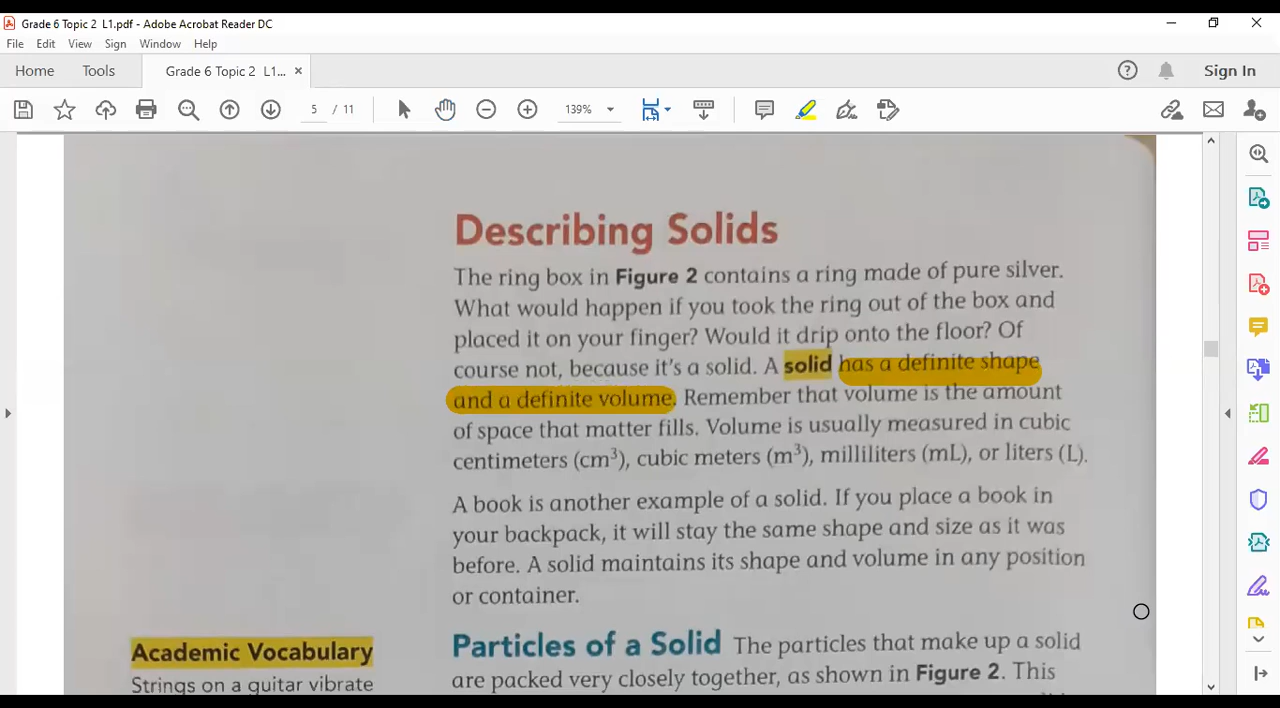 Grade 6 Topic 2 L1.pdf - Adobe Acrobat Reader DC
File Edit View Sign Window Help
Home Tools Grade 6 Topic 2 L1... ×
Sign In
5 / 11
139%
Describing Solids
The ring box in Figure 2 contains a ring made of pure silver.
What would happen if you took the ring out of the box and
placed it on your finger? Would it drip onto the floor? Of
course not, because it's a solid. A solid has a definite shape
and a definite volume. Remember that volume is the amount
of space that matter fills. Volume is usually measured in cubic
centimeters (cm³), cubic meters (m³), milliliters (mL), or liters (L).
A book is another example of a solid. If you place a book in
your backpack, it will stay the same shape and size as it was
before. A solid maintains its shape and volume in any position
or container.
Academic Vocabulary
Strings on a guitar vibrate
Particles of a Solid The particles that make up a solid
are packed very closely together, as shown in Figure 2. This